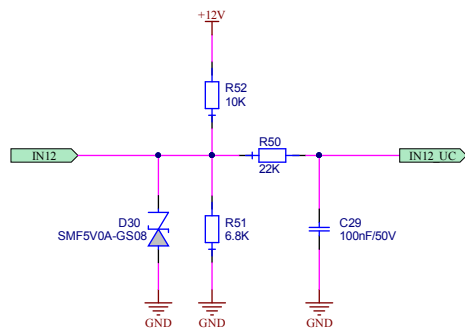 +12V
R52
10K
R50
IN12
IN12_UC
22K
D30
SMF5V0A-GS08
R51
6.8K
C29
100nF/50V
GND
GND
GND